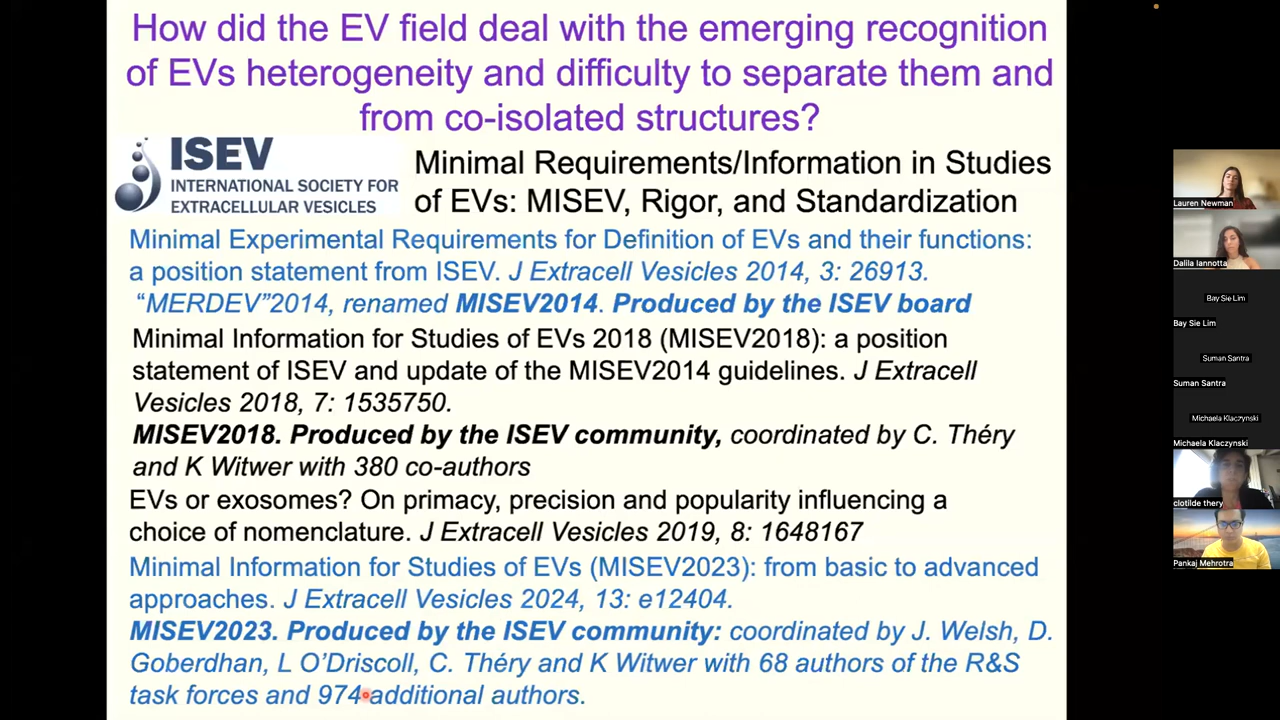 How did the EV field deal with the emerging recognition
of EVs heterogeneity and difficulty to separate them and
from co-isolated structures?
ISEV
INTERNATIONAL SOCIETY FOR
EXTRACELLULAR VESICLES
Minimal Requirements/Information in Studies
of EVs: MISEV, Rigor, and Standardization
Minimal Experimental Requirements for Definition of EVs and their functions:
a position statement from ISEV. J Extracell Vesicles 2014, 3: 26913.
“MERDEV”2014, renamed MISEV2014. Produced by the ISEV board
Minimal Information for Studies of EVs 2018 (MISEV2018): a position
statement of ISEV and update of the MISEV2014 guidelines. J Extracell
Vesicles 2018, 7: 1535750.
MISEV2018. Produced by the ISEV community, coordinated by C. Théry
and K Witwer with 380 co-authors
EVs or exosomes? On primacy, precision and popularity influencing a
choice of nomenclature. J Extracell Vesicles 2019, 8: 1648167
Minimal Information for Studies of EVs (MISEV2023): from basic to advanced
approaches. J Extracell Vesicles 2024, 13: e12404.
MISEV2023. Produced by the ISEV community: coordinated by J. Welsh, D.
Goberdhan, L O’Driscoll, C. Théry and K Witwer with 68 authors of the R&S
task forces and 974 additional authors.
Lauren Newman
Dalila Iannotta
Bay Sie Lim
Bay Sie Lim
Suman Santra
Suman Santra
Michaela Klaczynski
Michaela Klaczynski
clotilde thery
Pankaj Mehrotra